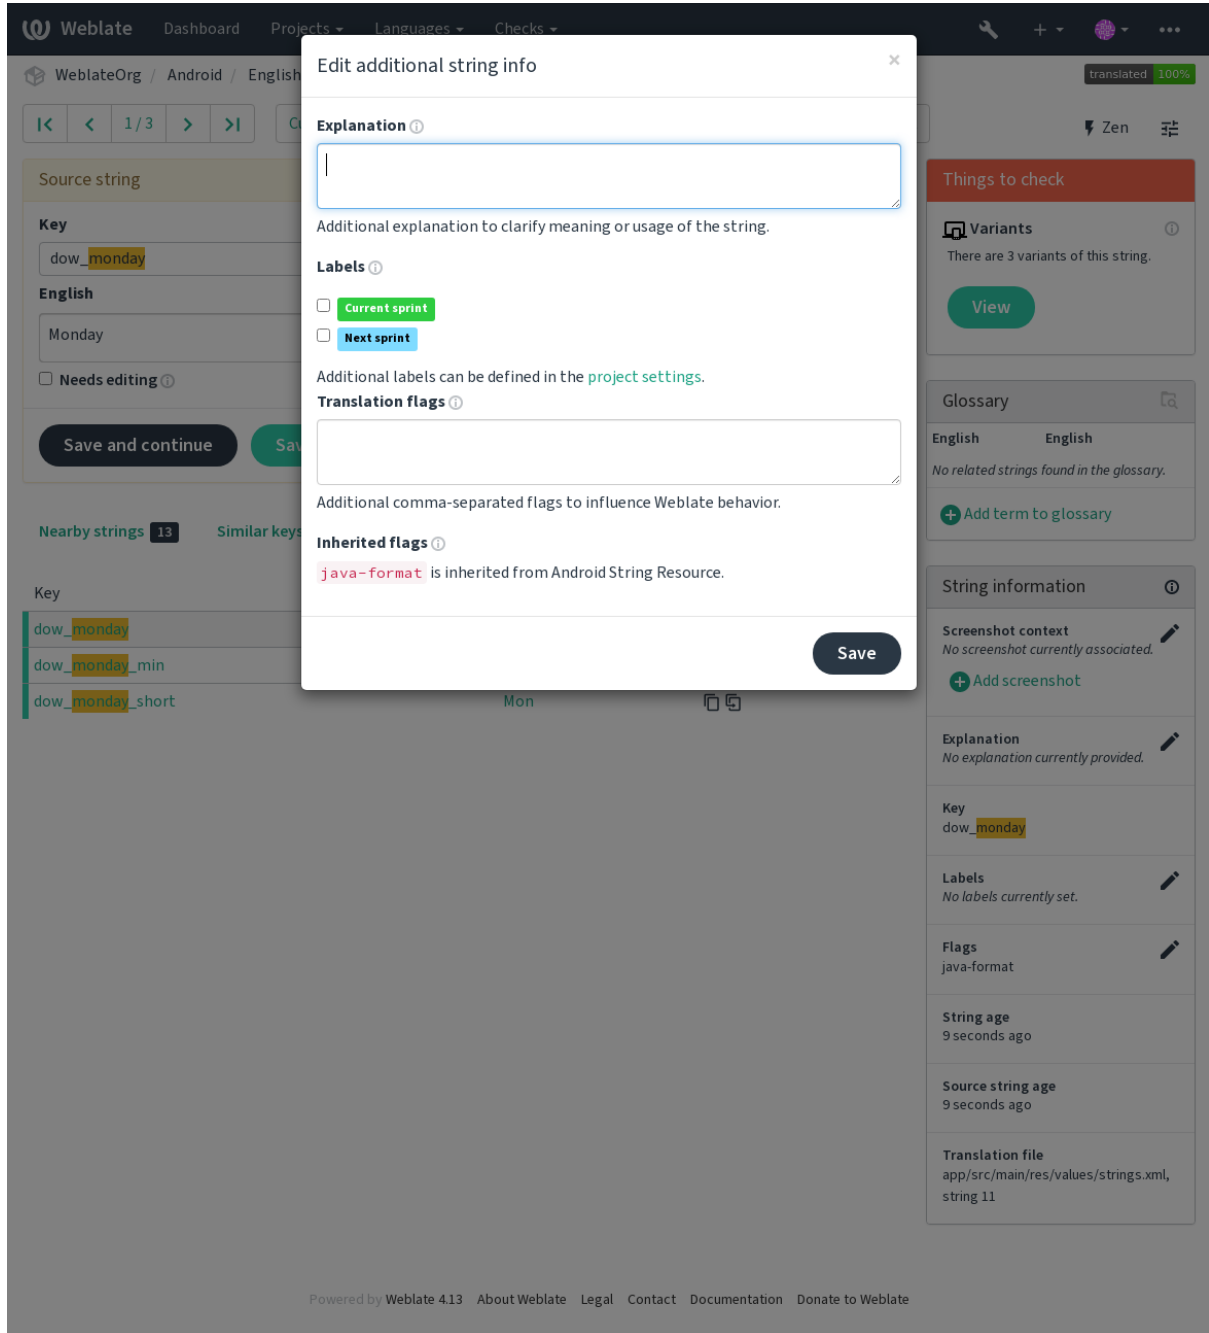 Weblate Dashboard Projects Languages Checks
WeblateOrg / Android / English
translated 100%
1 / 3
Zen
Edit additional string info
×
Explanation
Additional explanation to clarify meaning or usage of the string.
Labels
Current sprint
Next sprint
Additional labels can be defined in the project settings.
Translation flags
Additional comma-separated flags to influence Weblate behavior.
Inherited flags
java-format is inherited from Android String Resource.
Save
Source string
Key
dow_monday
English
Monday
Needs editing
Save and continue
Nearby strings 13 Similar keys
Key
dow_monday
dow_monday_min
dow_monday_short Mon
Things to check
Variants
There are 3 variants of this string.
View
Glossary
English English
No related strings found in the glossary.
Add term to glossary
String information
Screenshot context
No screenshot currently associated.
Add screenshot
Explanation
No explanation currently provided.
Key
dow_monday
Labels
No labels currently set.
Flags
java-format
String age
9 seconds ago
Source string age
9 seconds ago
Translation file
app/src/main/res/values/strings.xml,
string 11
Powered by Weblate 4.13 About Weblate Legal Contact Documentation Donate to Weblate